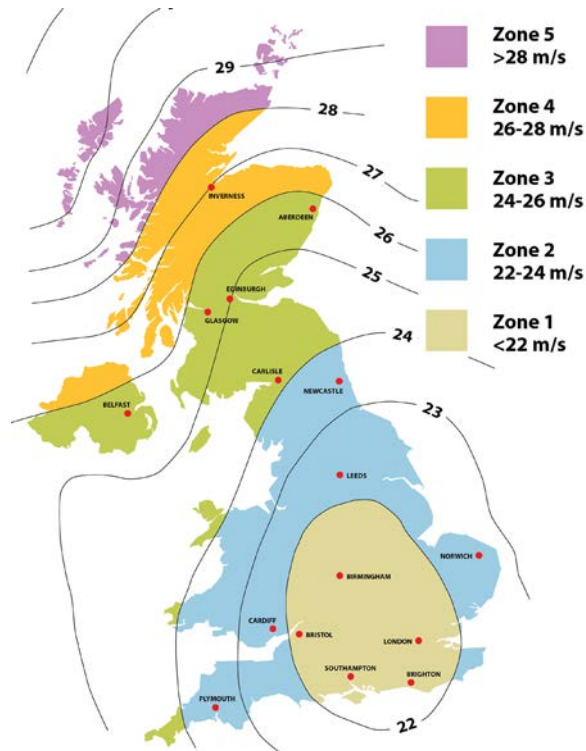 Zone 5
>28 m/s
Zone 4
26-28 m/s
Zone 3
24-26 m/s
Zone 2
22-24 m/s
Zone 1
<22 m/s
29
28
27
INVERNESS
ABERDEEN
26
25
EDINBURGH
GLASGOW
24
CARLISLE
NEWCASTLE
23
BELFAST
LEEDS
NORWICH
BIRMINGHAM
CARDIFF
BRISTOL
LONDON
SOUTHAMPTON
BRIGHTON
PLYMOUTH
22